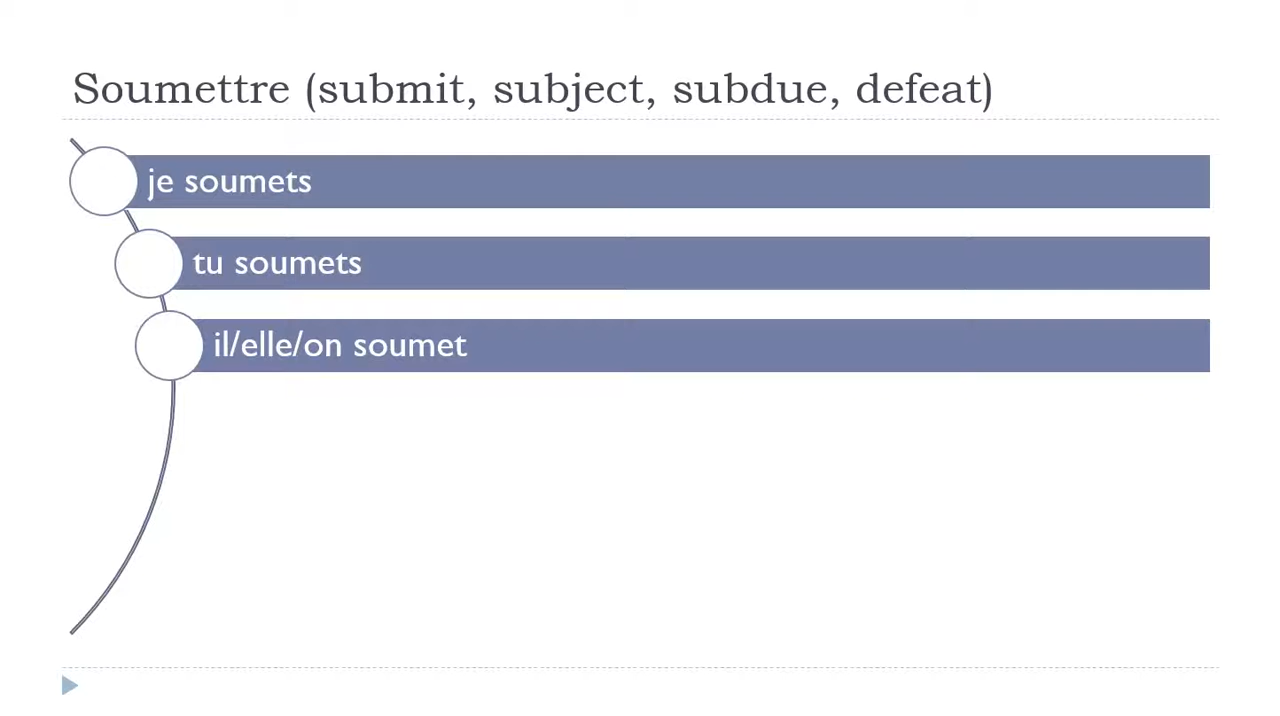 Soumettre (submit, subject, subdue, defeat)
je soumets
tu soumets
il/elle/on soumet